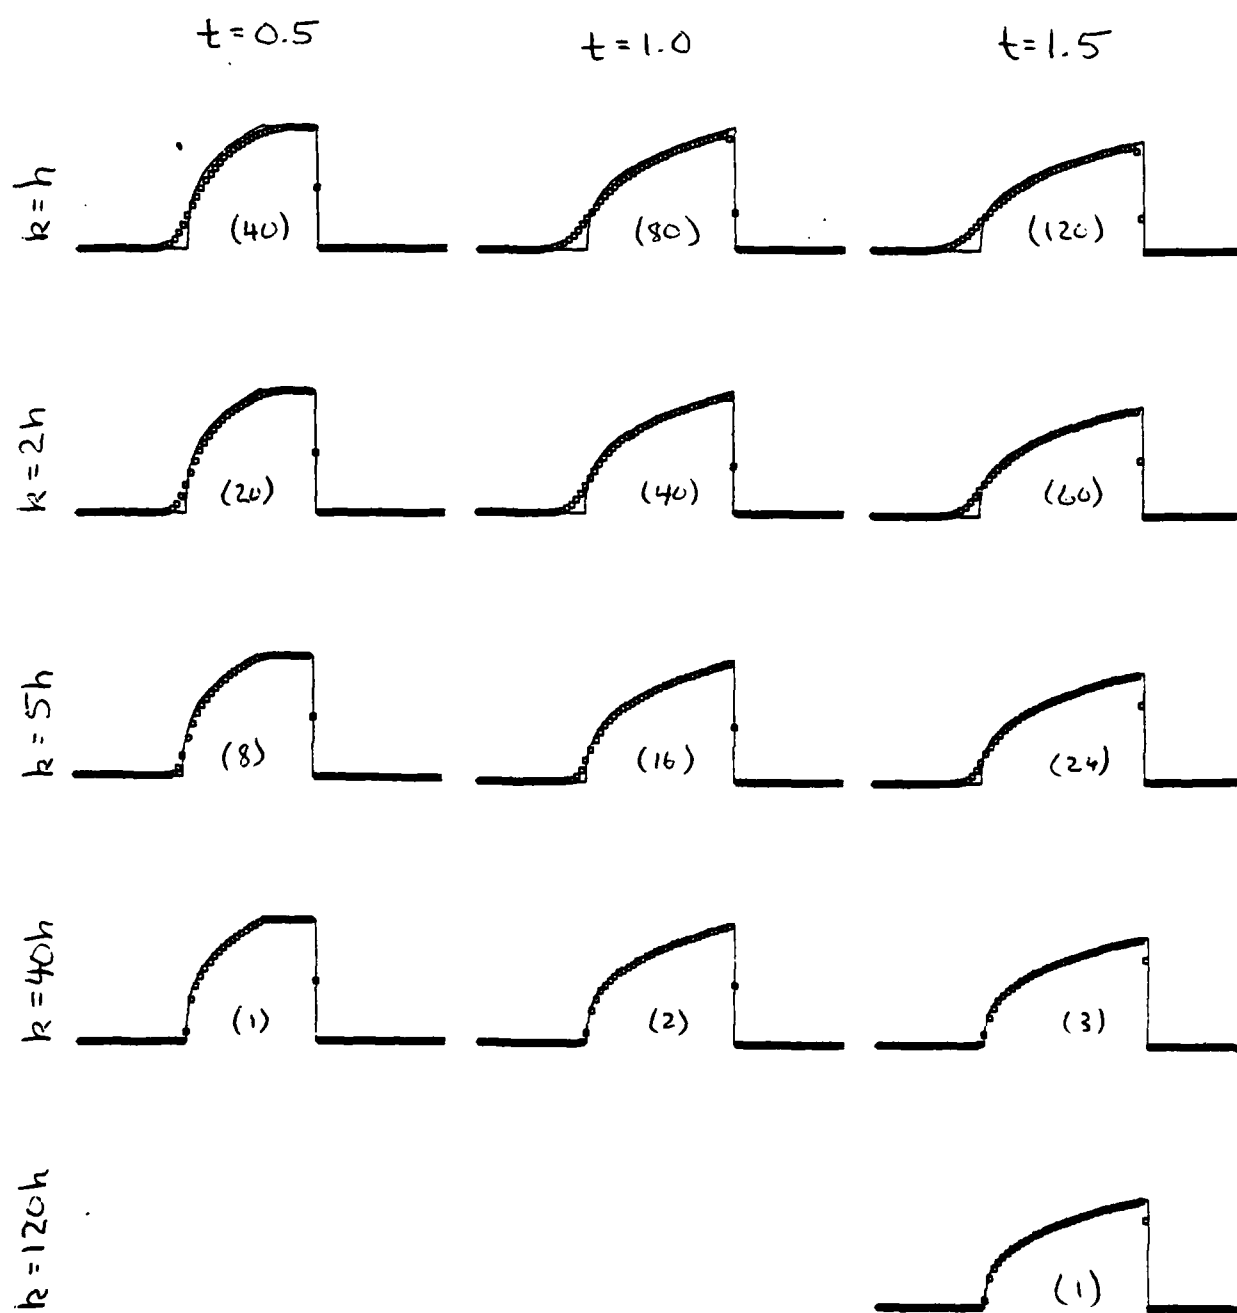 t=0.5 t=1.0 t=1.5
k=h (40) (80) (120)
k=2h (20) (40) (60)
k=5h (8) (16) (24)
k=40h (1) (2) (3)
k=120h (1)